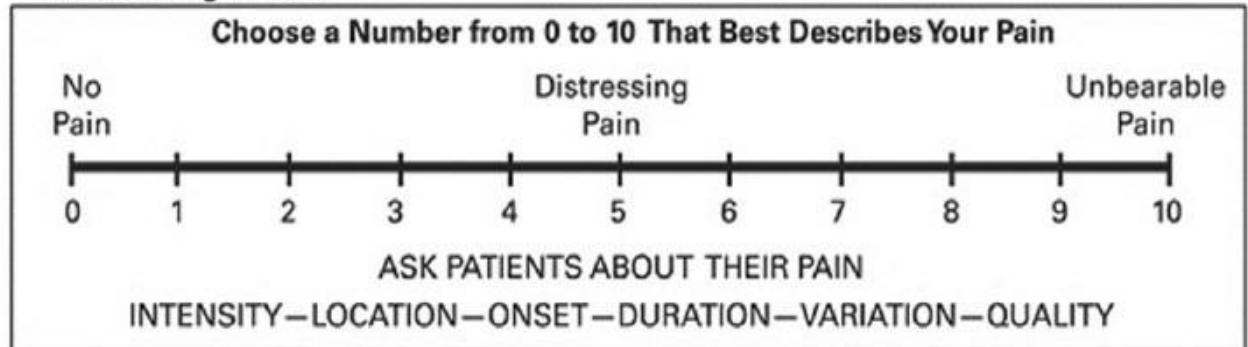 Choose a Number from 0 to 10 That Best Describes Your Pain
No Pain
Distressing Pain
Unbearable Pain
0 1 2 3 4 5 6 7 8 9 10
ASK PATIENTS ABOUT THEIR PAIN
INTENSITY—LOCATION—ONSET—DURATION—VARIATION—QUALITY